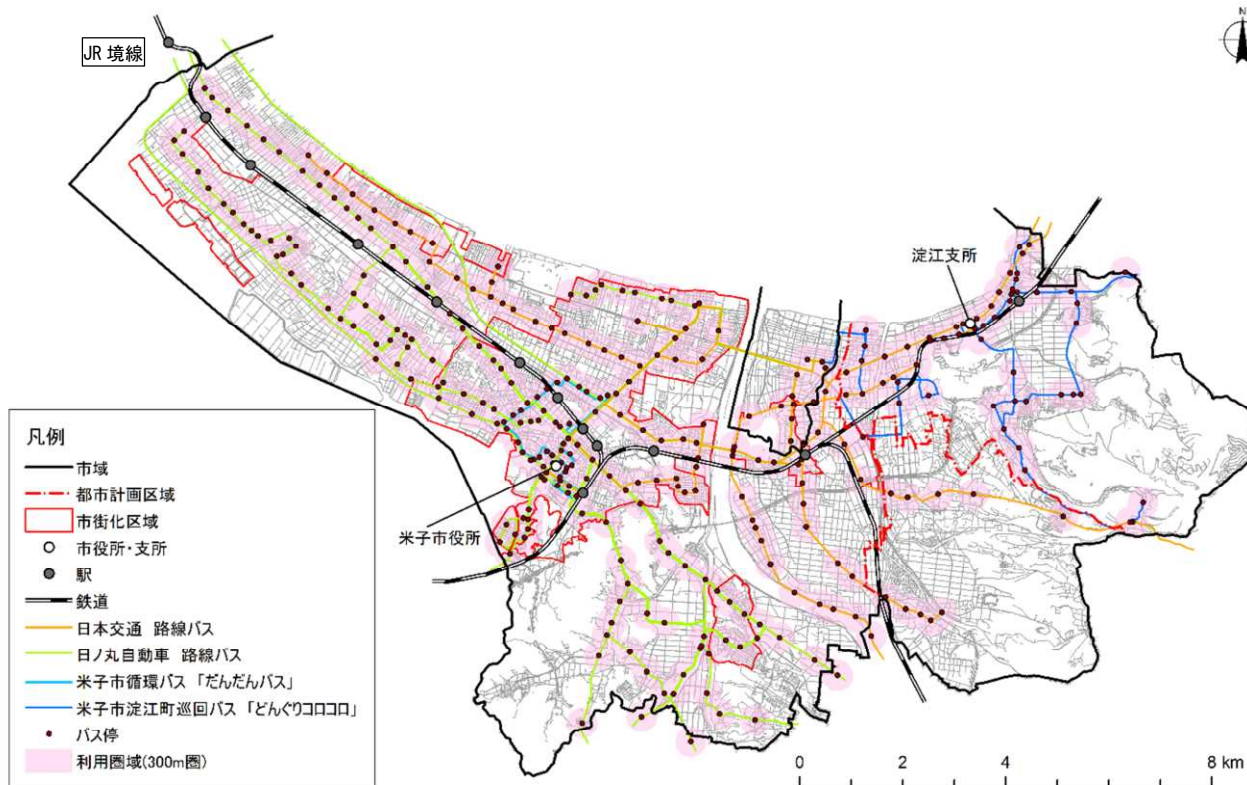 N
JR 境線
淀江支所
米子市役所
凡例
市域
都市計画区域
市街化区域
市役所・支所
駅
鉄道
日本交通 路線バス
日ノ丸自動車 路線バス
米子市循環バス 「だんだんバス」
米子市淀江町巡回バス 「どんぐりコロコロ」
バス停
利用圏域(300m圏)
0 2 4 6 8 km